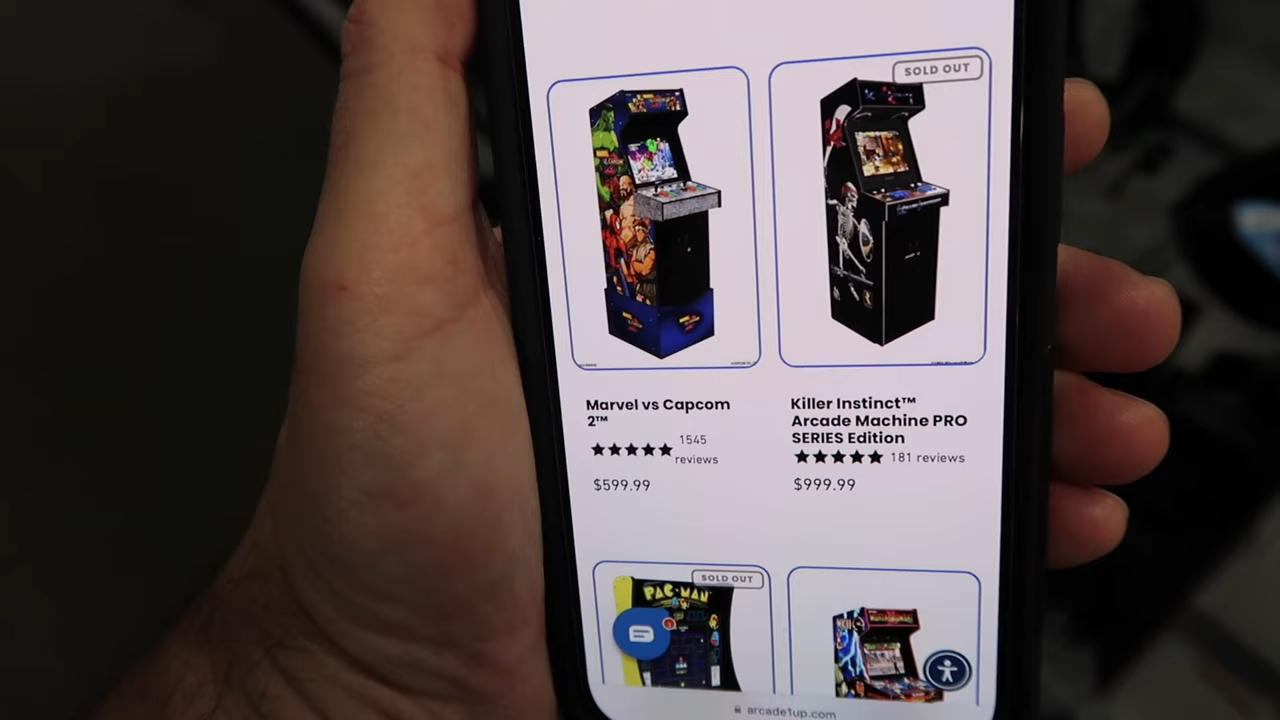 SOLD OUT
Marvel vs Capcom
2™
1545
reviews
$599.99
Killer Instinct™
Arcade Machine PRO
SERIES Edition
181 reviews
$999.99
SOLD OUT
PAC-MAN
arcade1up.com